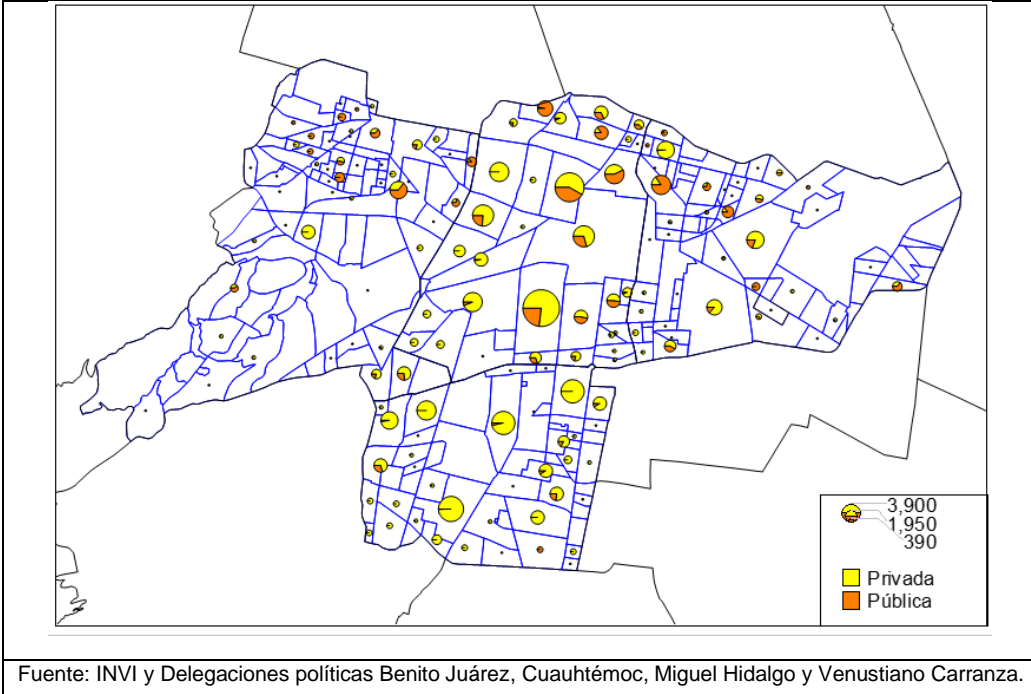 3,900
1,950
390
Privada
Pública
Fuente: INVI y Delegaciones políticas Benito Juárez, Cuauhtémoc, Miguel Hidalgo y Venustiano Carranza.